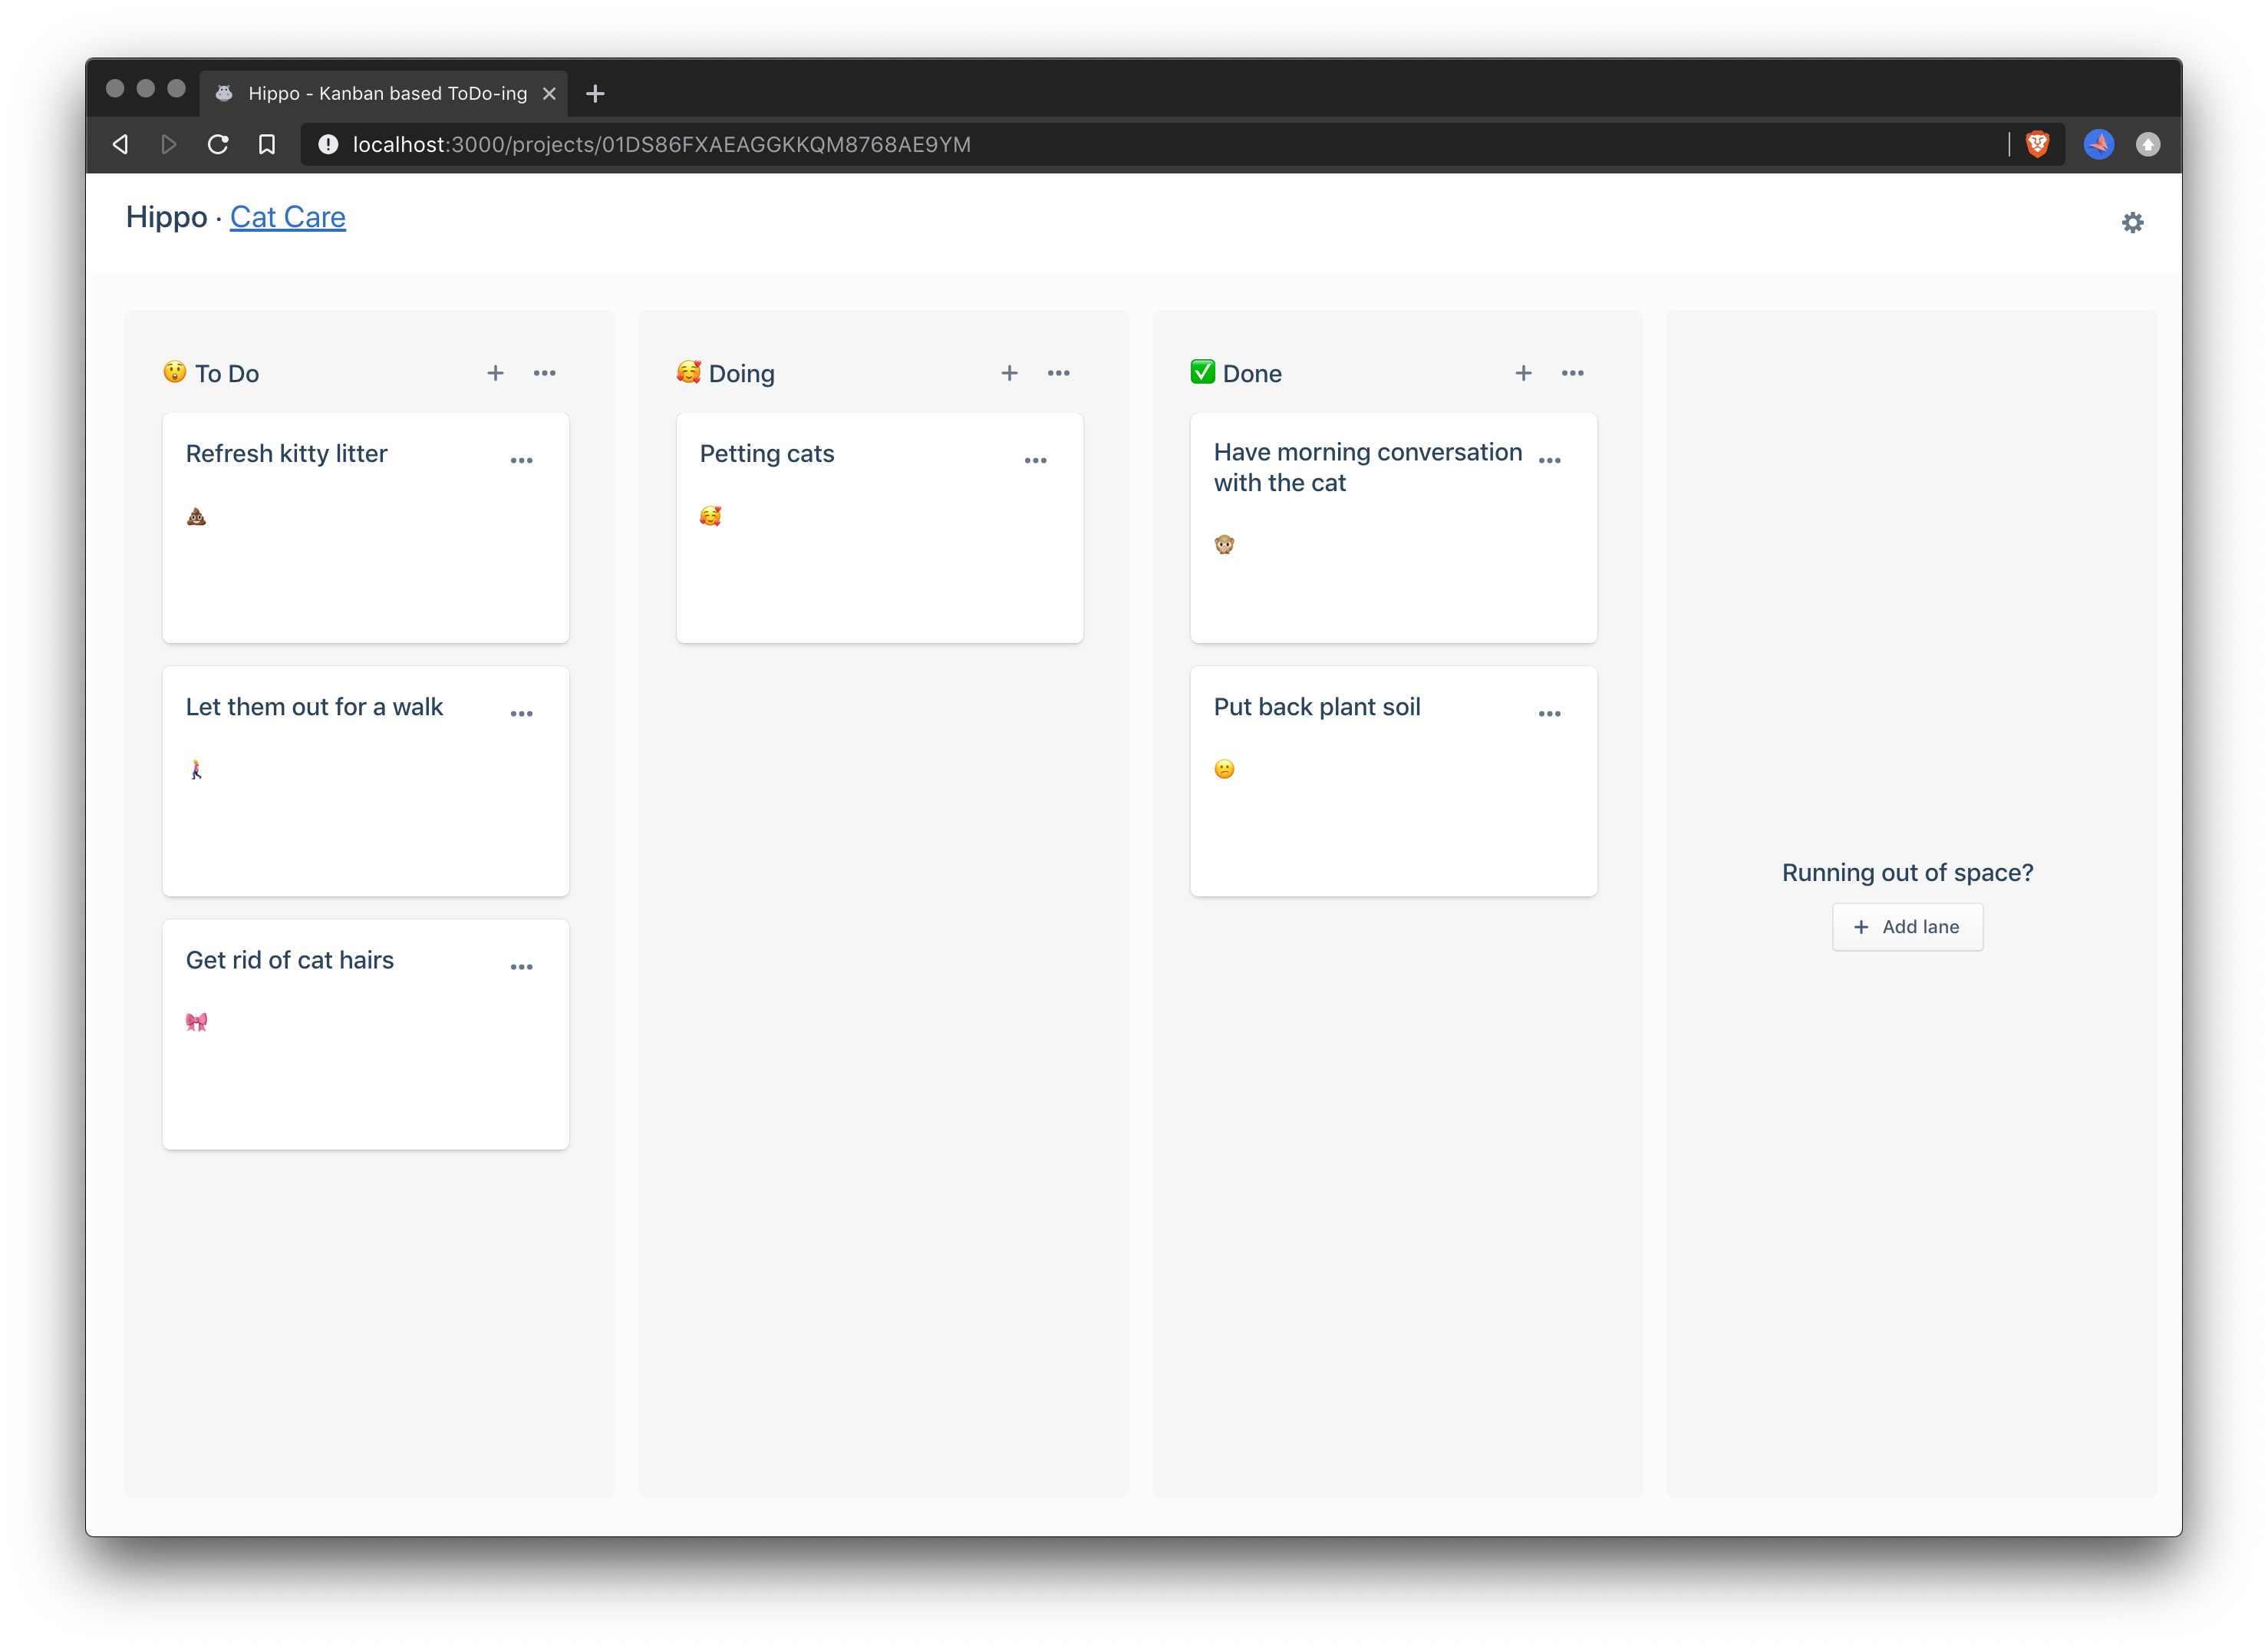 Hippo - Kanban based ToDo-ing
localhost:3000/projects/01DS86FXAEAGGKKQM8768AE9YM
Hippo · Cat Care
😲 To Do
Refresh kitty litter
💩
Let them out for a walk
🚶‍♀️
Get rid of cat hairs
🎀
🥰 Doing
Petting cats
🥰
✅ Done
Have morning conversation
with the cat
🙉
Put back plant soil
😕
Running out of space?
+ Add lane